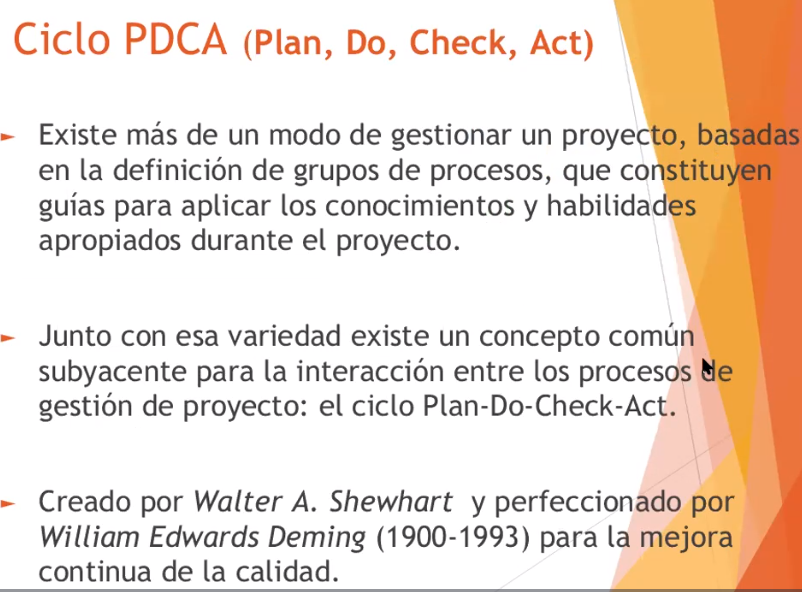 Ciclo PDCA (Plan, Do, Check, Act)
► Existe más de un modo de gestionar un proyecto, basadas
en la definición de grupos de procesos, que constituyen
guías para aplicar los conocimientos y habilidades
apropiados durante el proyecto.
► Junto con esa variedad existe un concepto común
subyacente para la interacción entre los procesos de
gestión de proyecto: el ciclo Plan-Do-Check-Act.
► Creado por Walter A. Shewhart y perfeccionado por
William Edwards Deming (1900-1993) para la mejora
continua de la calidad.